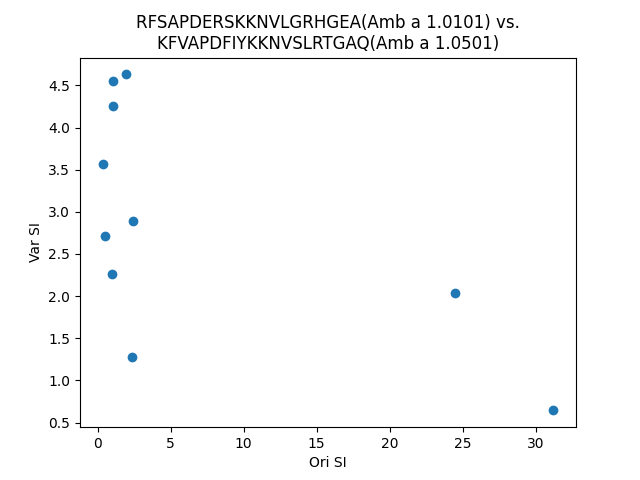 RFSAPDERSKKNVLGRHGEA(Amb a 1.0101) vs.
KFVAPDFIYKKNVSLRTGAQ(Amb a 1.0501)
4.5
4.0
3.5
3.0
2.5
2.0
1.5
1.0
0.5
Var SI
0 5 10 15 20 25 30
Ori SI